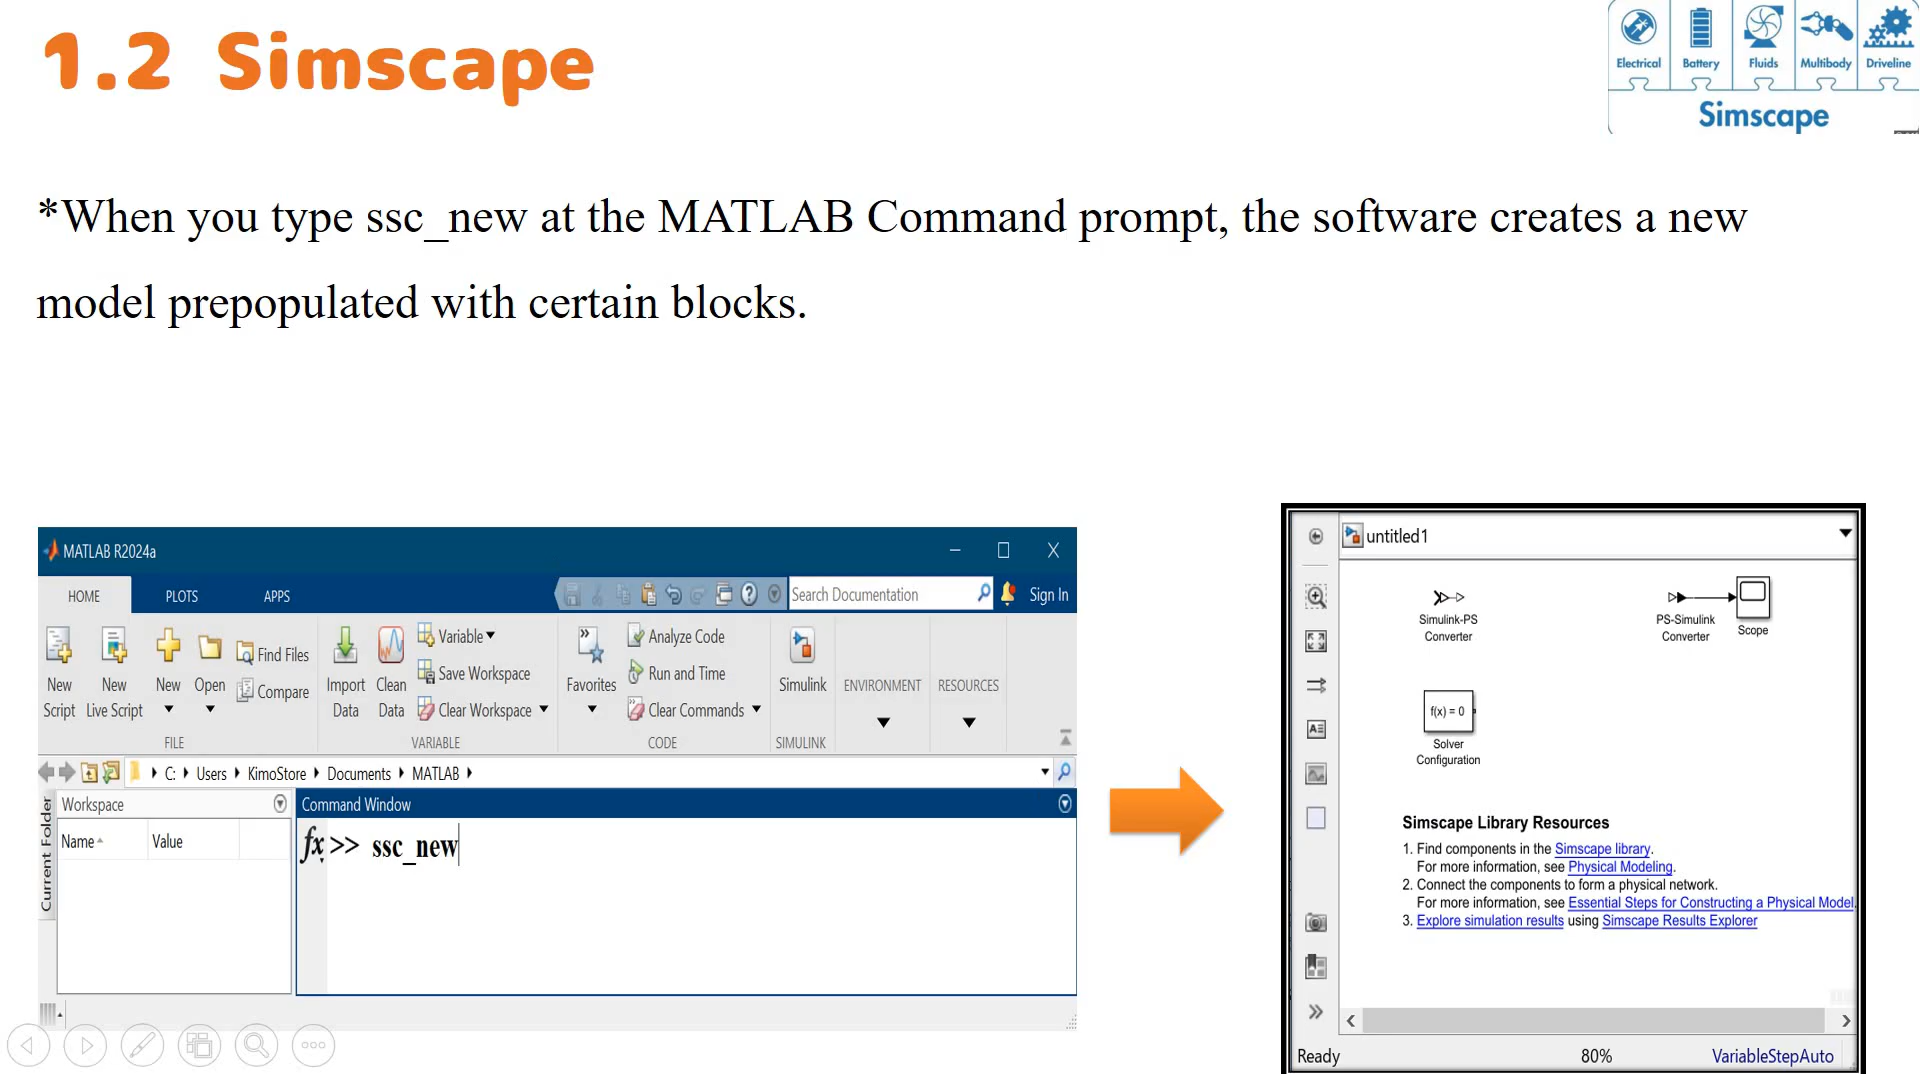 1.2 Simscape
Electrical Battery Fluids Multibody Driveline
Simscape
*When you type ssc_new at the MATLAB Command prompt, the software creates a new
model prepopulated with certain blocks.
MATLAB R2024a
HOME PLOTS APPS
Search Documentation
Sign In
New Script
New Live Script
New
Open
Find Files
Compare
FILE
Import Data
Clean Data
Variable
Save Workspace
Clear Workspace
VARIABLE
Favorites
Analyze Code
Run and Time
Clear Commands
CODE
Simulink
SIMULINK
ENVIRONMENT
RESOURCES
C: Users KimoStore Documents MATLAB
Current Folder
Workspace
Name Value
Command Window
fx >> ssc_new
untitled1
Simulink-PS
Converter
PS-Simulink
Converter
Scope
f(x) = 0
Solver
Configuration
Simscape Library Resources
1. Find components in the Simscape library.
For more information, see Physical Modeling.
2. Connect the components to form a physical network.
For more information, see Essential Steps for Constructing a Physical Model.
3. Explore simulation results using Simscape Results Explorer
Ready 80% VariableStepAuto